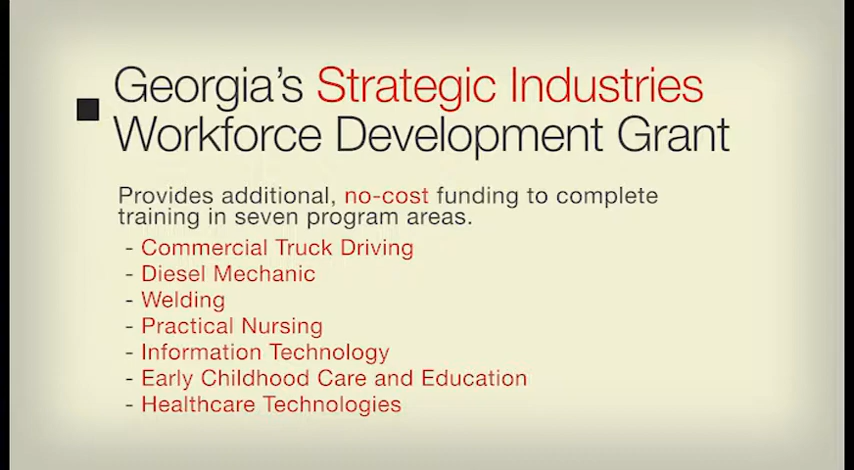 Georgia's Strategic Industries
Workforce Development Grant
Provides additional, no-cost funding to complete
training in seven program areas.
- Commercial Truck Driving
- Diesel Mechanic
- Welding
- Practical Nursing
- Information Technology
- Early Childhood Care and Education
- Healthcare Technologies